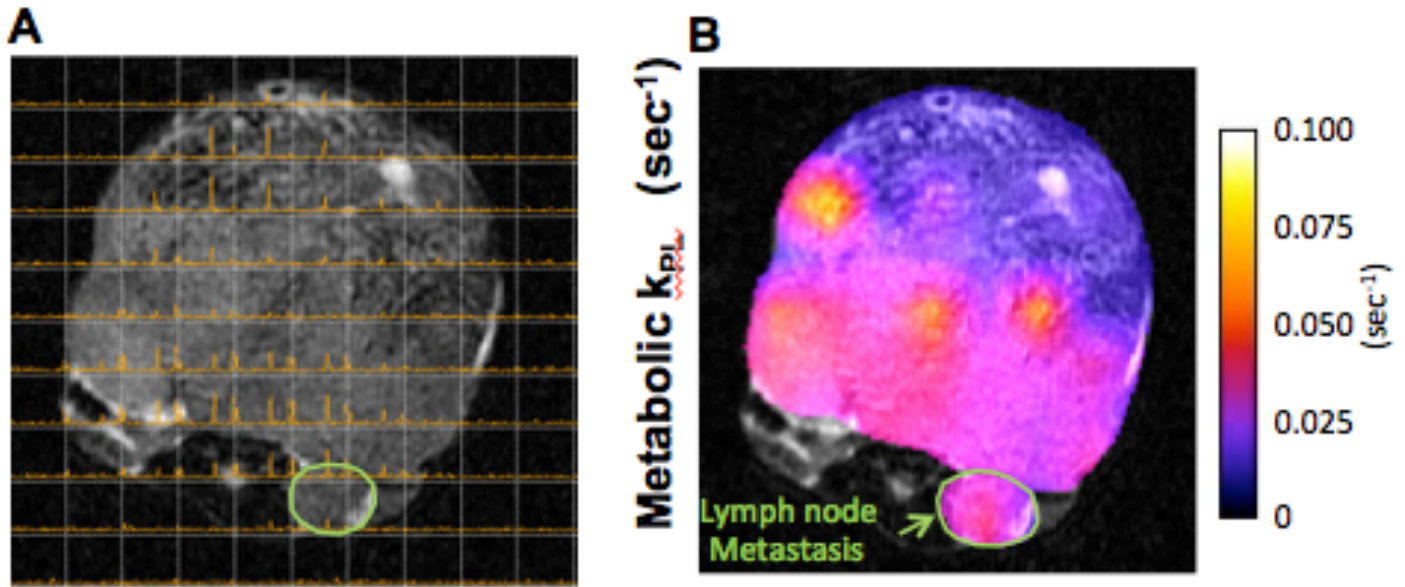 A
B
Metabolic kPL (sec-1)
Lymph node
Metastasis
0.100
0.075
0.050
0.025
0
(sec-1)